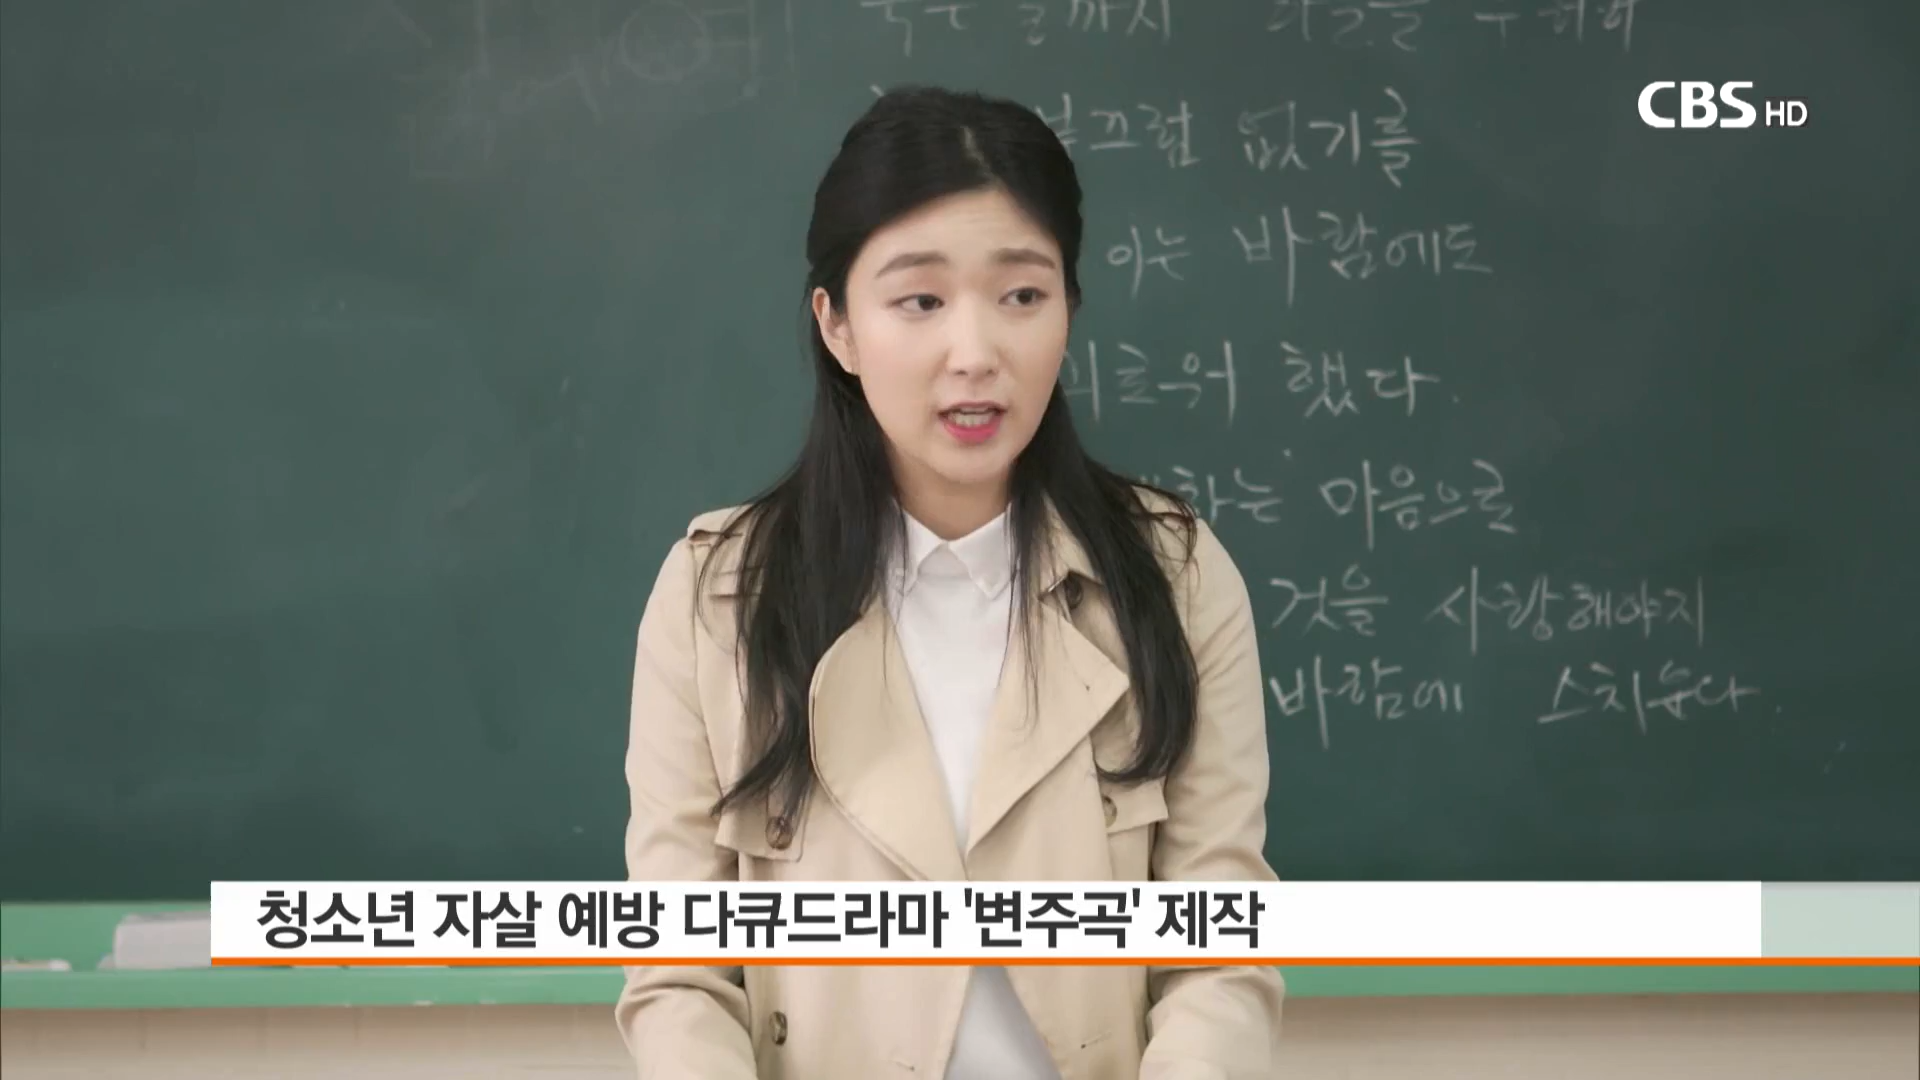 CBS HD
부끄럼 없기를
이는 바람에도
괴로워 했다.
하는 마음으로
것을 사랑해야지
바람에 스치운다.
청소년 자살 예방 다큐드라마 '변주곡' 제작